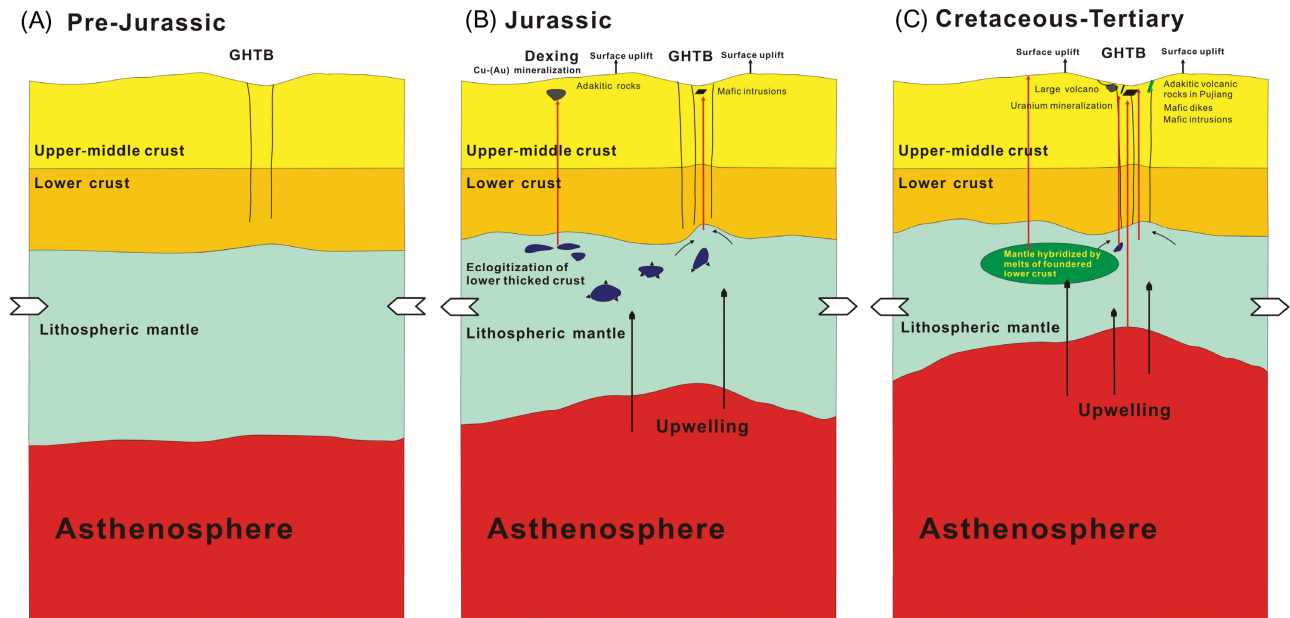 (A) Pre-Jurassic
GHTB
Upper-middle crust
Lower crust
Lithospheric mantle
Asthenosphere
(B) Jurassic
Dexing
Cu-(Au) mineralization
Surface uplift
GHTB
Surface uplift
Adakitic rocks
Mafic intrusions
Upper-middle crust
Lower crust
Eclogitization of
lower thicked crust
Lithospheric mantle
Upwelling
Asthenosphere
(C) Cretaceous-Tertiary
Surface uplift
GHTB
Surface uplift
Large volcano
Uranium mineralization
Adakitic volcanic
rocks in Pujiang
Mafic dikes
Mafic intrusions
Upper-middle crust
Lower crust
Mantle hybridized by
melts of foundered
lower crust
Lithospheric mantle
Upwelling
Asthenosphere